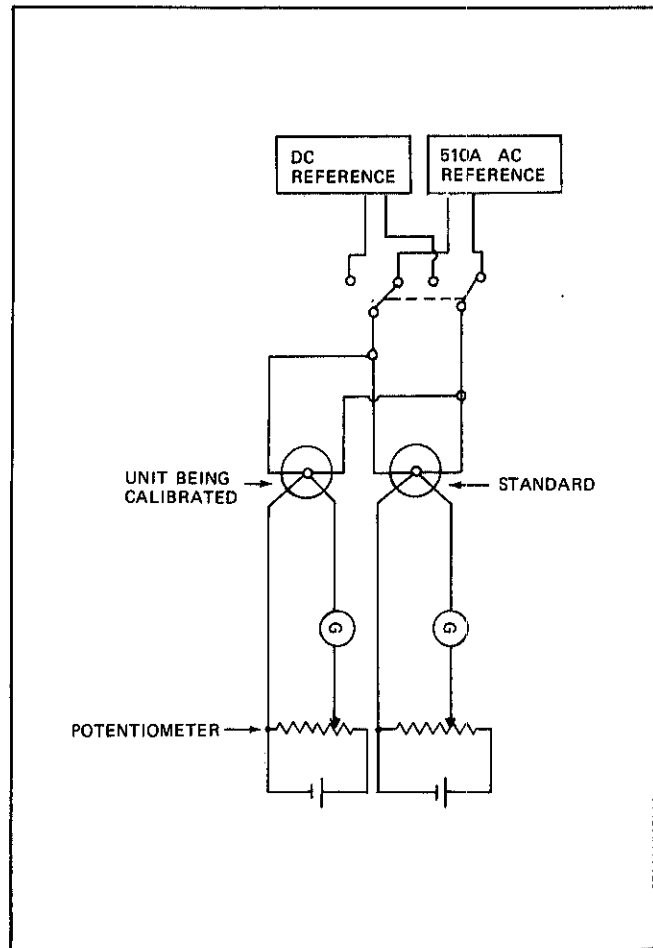 DC
REFERENCE
510A AC
REFERENCE
UNIT BEING
CALIBRATED
STANDARD
G
G
POTENTIOMETER